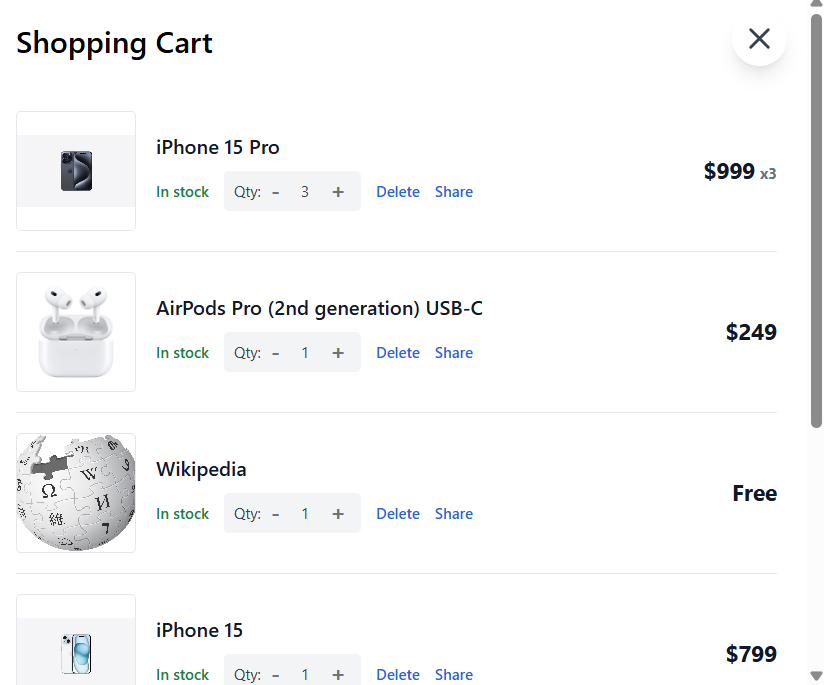 Shopping Cart
iPhone 15 Pro
In stock Qty: - 3 + Delete Share
$999 x3
AirPods Pro (2nd generation) USB-C
In stock Qty: - 1 + Delete Share
$249
Ω W И 維 7
Wikipedia
In stock Qty: - 1 + Delete Share
Free
iPhone 15
In stock Qty: - 1 + Delete Share
$799